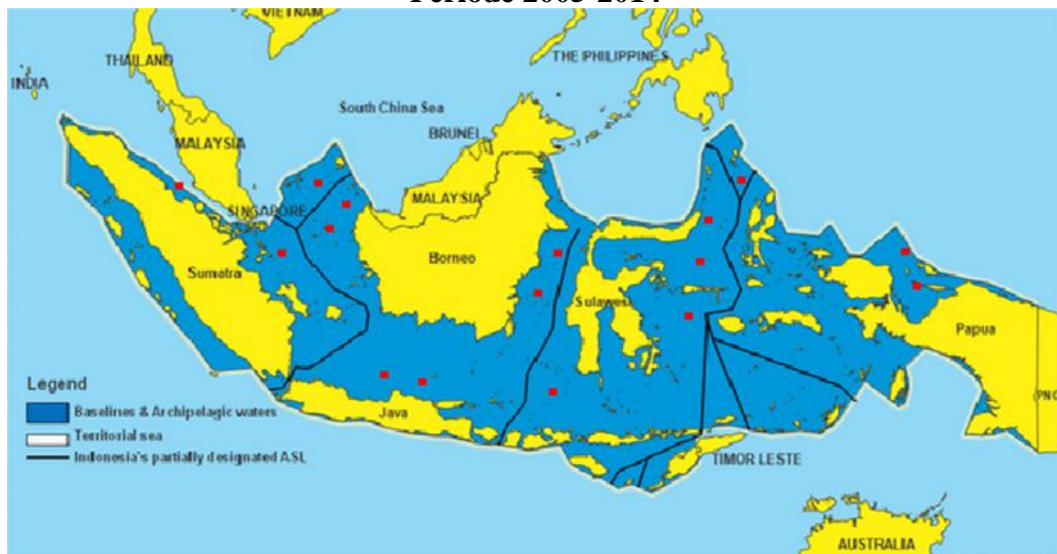 Periode 2005-2014
VIETNAM
THAILAND
THE PHILIPPINES
INDIA
South China Sea
BRUNEI
MALAYSIA
MALAYSIA
SINGAPORE
Borneo
Sumatra
Sulawesi
Papua
(PNG
Legend
Baselines & Archipelagic waters
Java
Territorial sea
Indonesia's partially designated ASL
TIMOR LESTE
AUSTRALIA